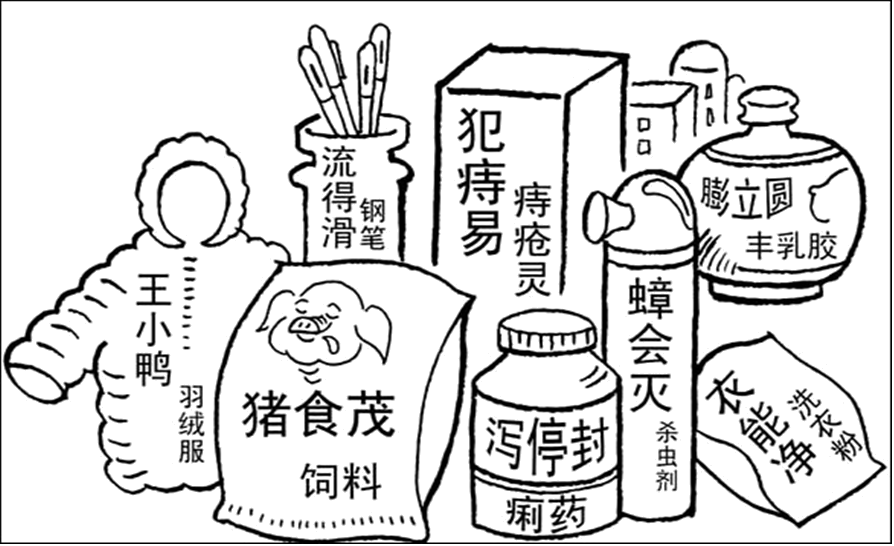 王小鸭
羽绒服
流得滑
钢笔
猪食茂
饲料
犯痔易
痔疮灵
泻停封
痢药
蟑会灭
杀虫剂
膨立圆
丰乳胶
衣能净
洗衣粉